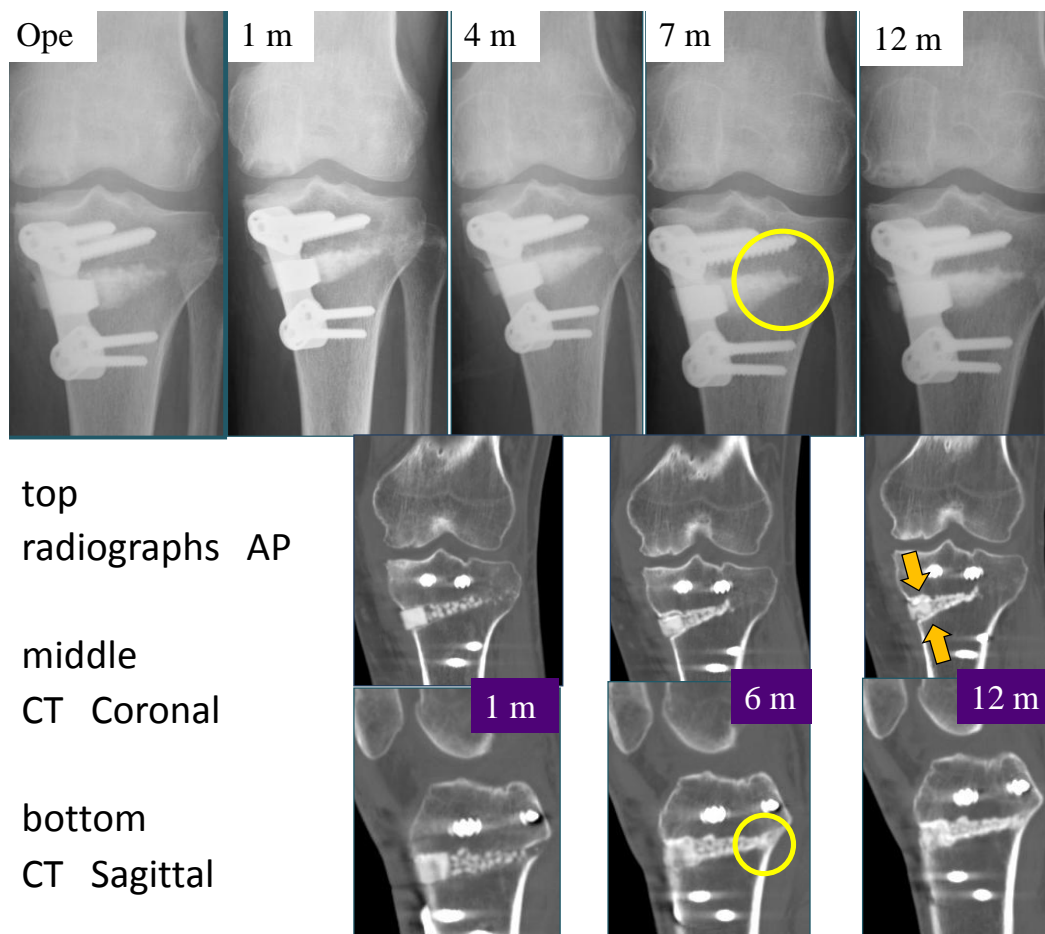 Ope
1 m
4 m
7 m
12 m
top
radiographs AP
middle
CT Coronal
1 m
6 m
12 m
bottom
CT Sagittal